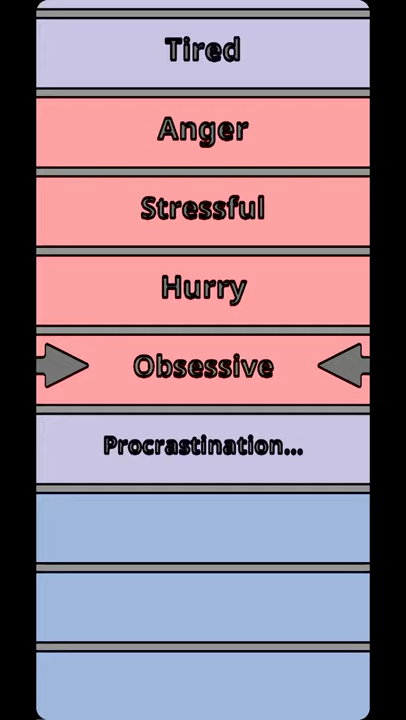 Tired
Anger
Stressful
Hurry
Obsessive
Procrastination...